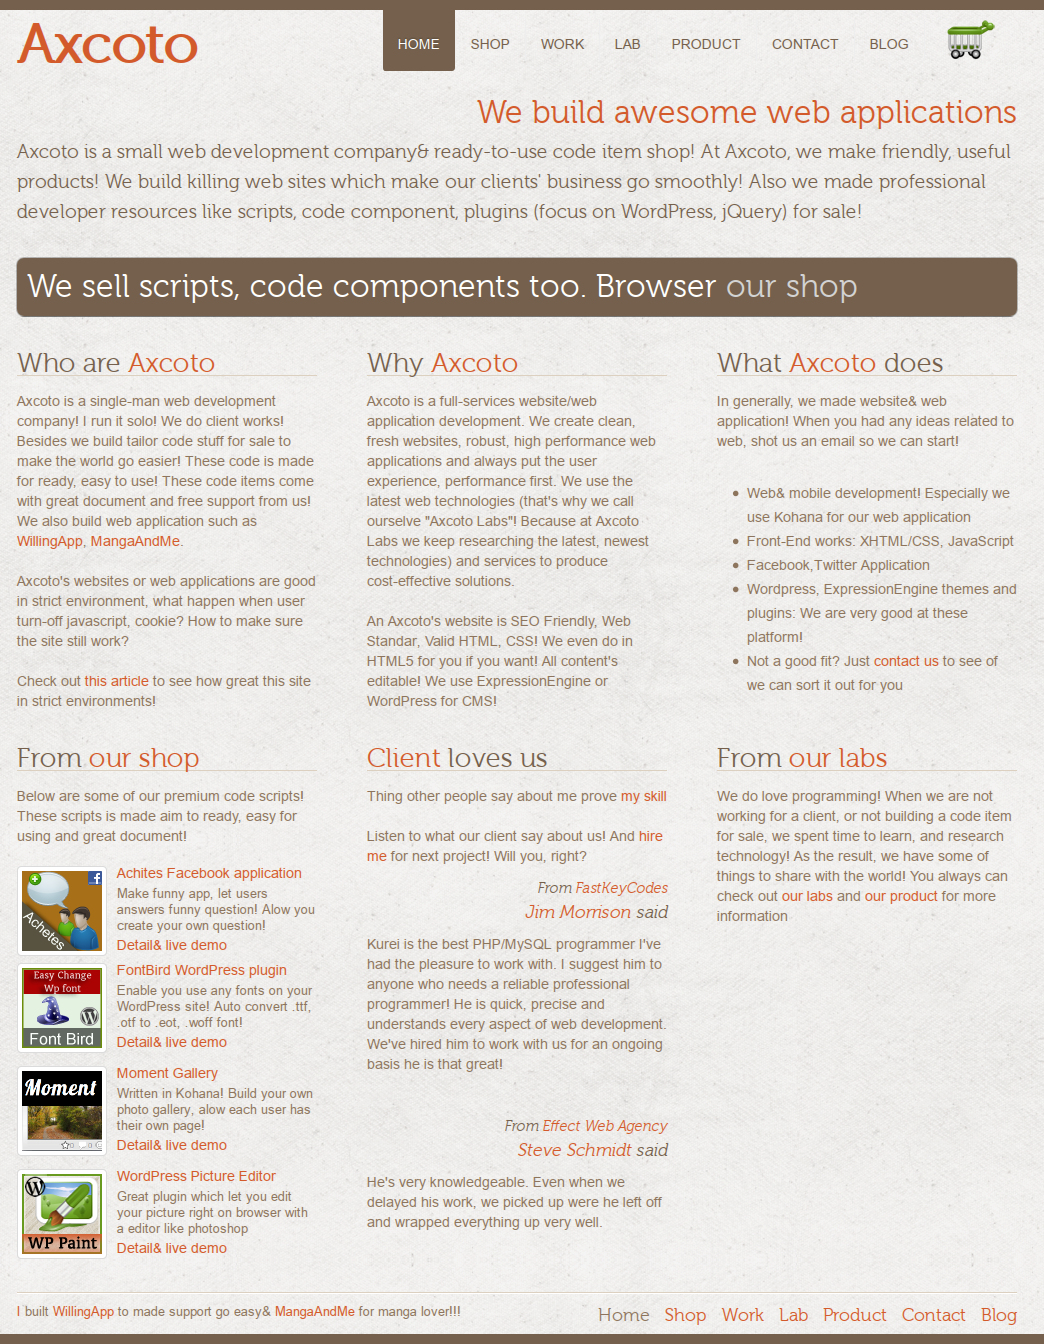 Axcoto
HOME SHOP WORK LAB PRODUCT CONTACT BLOG
We build awesome web applications
Axcoto is a small web development company& ready-to-use code item shop! At Axcoto, we make friendly, useful
products! We build killing web sites which make our clients' business go smoothly! Also we made professional
developer resources like scripts, code component, plugins (focus on WordPress, jQuery) for sale!
We sell scripts, code components too. Browser our shop
Who are Axcoto
Axcoto is a single-man web development
company! I run it solo! We do client works!
Besides we build tailor code stuff for sale to
make the world go easier! These code is made
for ready, easy to use! These code items come
with great document and free support from us!
We also build web application such as
WillingApp, MangaAndMe.
Axcoto's websites or web applications are good
in strict environment, what happen when user
turn-off javascript, cookie? How to make sure
the site still work?
Check out this article to see how great this site
in strict environments!
Why Axcoto
Axcoto is a full-services website/web
application development. We create clean,
fresh websites, robust, high performance web
applications and always put the user
experience, performance first. We use the
latest web technologies (that's why we call
ourselve "Axcoto Labs"! Because at Axcoto
Labs we keep researching the latest, newest
technologies) and services to produce
cost-effective solutions.
An Axcoto's website is SEO Friendly, Web
Standar, Valid HTML, CSS! We even do in
HTML5 for you if you want! All content's
editable! We use ExpressionEngine or
WordPress for CMS!
What Axcoto does
In generally, we made website& web
application! When you had any ideas related to
web, shot us an email so we can start!
Web& mobile development! Especially we
use Kohana for our web application
Front-End works: XHTML/CSS, JavaScript
Facebook,Twitter Application
Wordpress, ExpressionEngine themes and
plugins: We are very good at these
platform!
Not a good fit? Just contact us to see of
we can sort it out for you
From our shop
Below are some of our premium code scripts!
These scripts is made aim to ready, easy for
using and great document!
Achetes
Achites Facebook application
Make funny app, let users
answers funny question! Alow you
create your own question!
Detail& live demo
Easy Change
Wp font
Font Bird
FontBird WordPress plugin
Enable you use any fonts on your
WordPress site! Auto convert .ttf,
.otf to .eot, .woff font!
Detail& live demo
Moment
Moment Gallery
Written in Kohana! Build your own
photo gallery, alow each user has
their own page!
Detail& live demo
WP Paint
WordPress Picture Editor
Great plugin which let you edit
your picture right on browser with
a editor like photoshop
Detail& live demo
Client loves us
Thing other people say about me prove my skill
Listen to what our client say about us! And hire
me for next project! Will you, right?
From FastKeyCodes
Jim Morrison said
Kurei is the best PHP/MySQL programmer I've
had the pleasure to work with. I suggest him to
anyone who needs a reliable professional
programmer! He is quick, precise and
understands every aspect of web development.
We've hired him to work with us for an ongoing
basis he is that great!
From Effect Web Agency
Steve Schmidt said
He's very knowledgeable. Even when we
delayed his work, we picked up were he left off
and wrapped everything up very well.
From our labs
We do love programming! When we are not
working for a client, or not building a code item
for sale, we spent time to learn, and research
technology! As the result, we have some of
things to share with the world! You always can
check out our labs and our product for more
information
I built WillingApp to made support go easy& MangaAndMe for manga lover!!!
Home Shop Work Lab Product Contact Blog